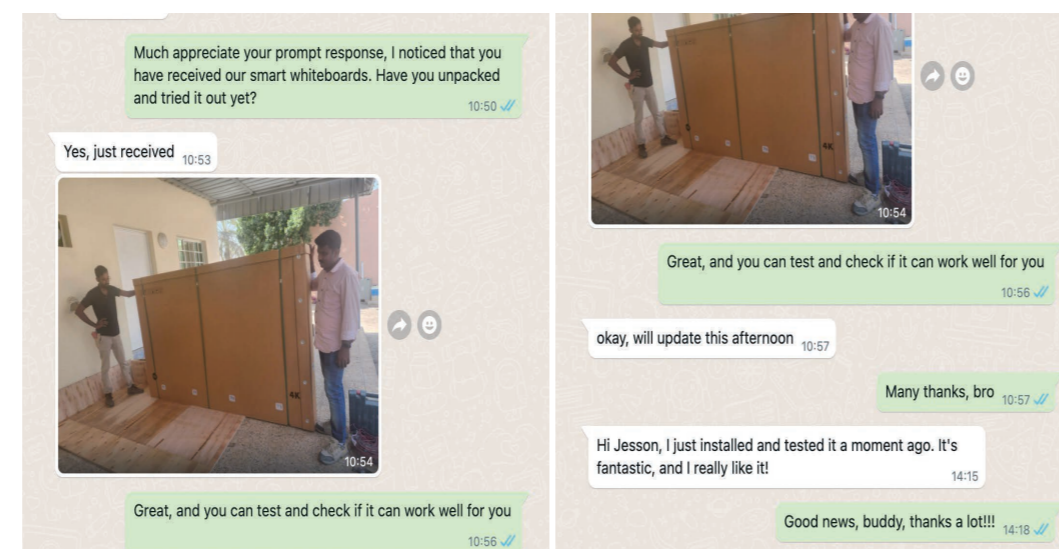 Much appreciate your prompt response, I noticed that you
have received our smart whiteboards. Have you unpacked
and tried it out yet?
10:50
Yes, just received 10:53
4K
10:54
Great, and you can test and check if it can work well for you
10:56
4K
10:54
Great, and you can test and check if it can work well for you
10:56
okay, will update this afternoon 10:57
Many thanks, bro 10:57
Hi Jesson, I just installed and tested it a moment ago. It's
fantastic, and I really like it!
14:15
Good news, buddy, thanks a lot!!! 14:18